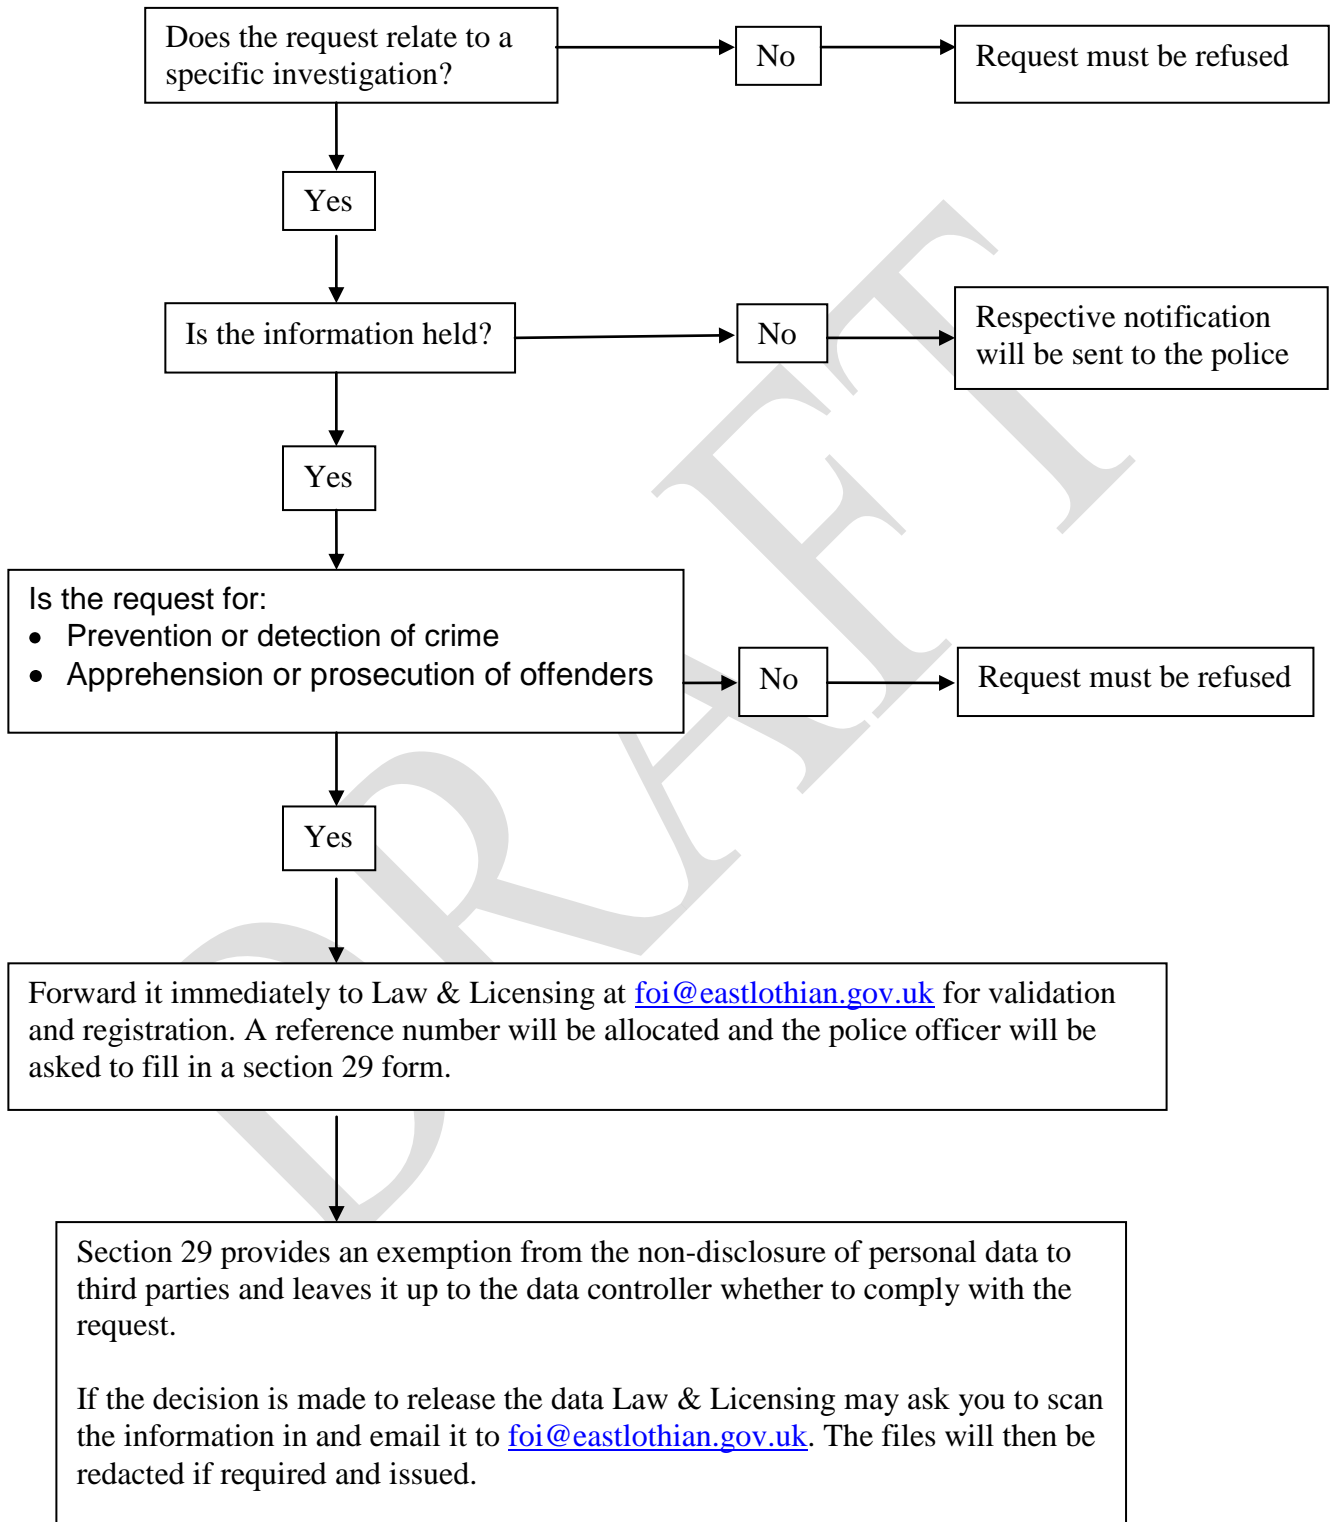 Does the request relate to a
specific investigation?
No
Request must be refused
Yes
Is the information held?
No
Respective notification
will be sent to the police
Yes
Is the request for:
• Prevention or detection of crime
• Apprehension or prosecution of offenders
No
Request must be refused
Yes
Forward it immediately to Law & Licensing at foi@eastlothian.gov.uk for validation
and registration. A reference number will be allocated and the police officer will be
asked to fill in a section 29 form.
Section 29 provides an exemption from the non-disclosure of personal data to
third parties and leaves it up to the data controller whether to comply with the
request.
If the decision is made to release the data Law & Licensing may ask you to scan
the information in and email it to foi@eastlothian.gov.uk. The files will then be
redacted if required and issued.
DRAFT